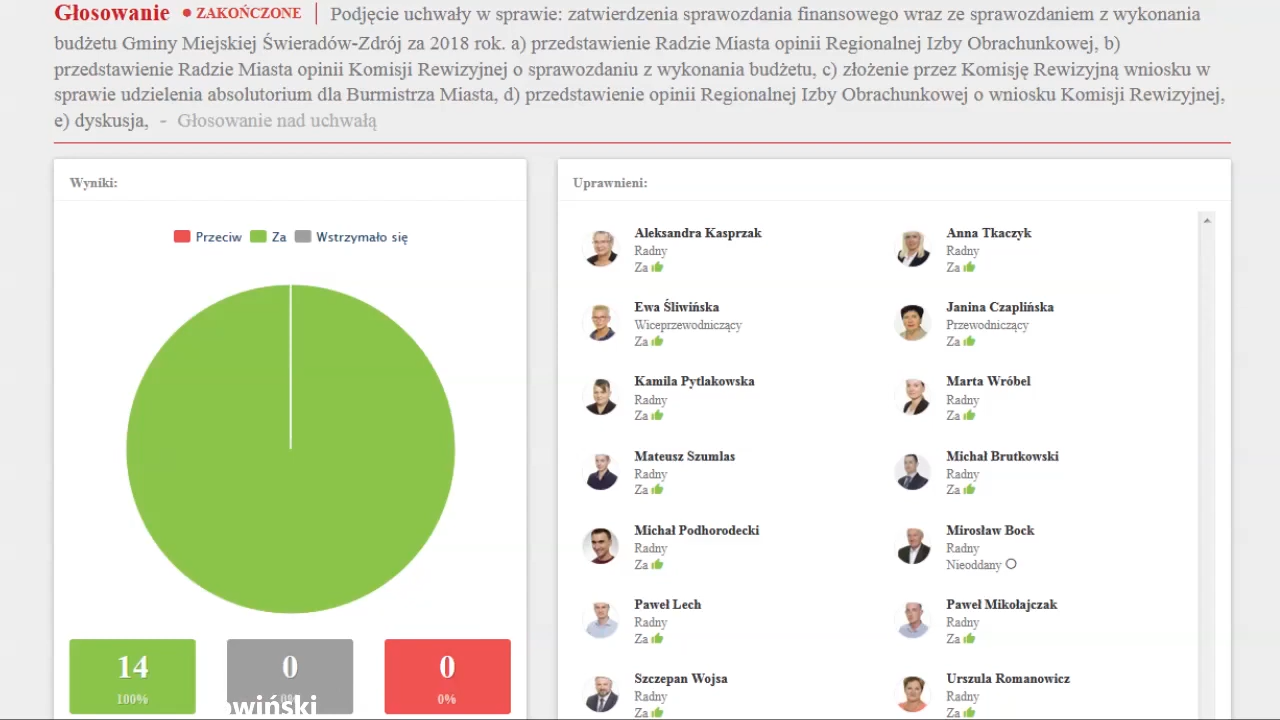 Głosowanie ● ZAKOŃCZONE | Podjęcie uchwały w sprawie: zatwierdzenia sprawozdania finansowego wraz ze sprawozdaniem z wykonania
budżetu Gminy Miejskiej Świeradów-Zdrój za 2018 rok. a) przedstawienie Radzie Miasta opinii Regionalnej Izby Obrachunkowej, b)
przedstawienie Radzie Miasta opinii Komisji Rewizyjnej o sprawozdaniu z wykonania budżetu, c) złożenie przez Komisję Rewizyjną wniosku w
sprawie udzielenia absolutorium dla Burmistrza Miasta, d) przedstawienie opinii Regionalnej Izby Obrachunkowej o wniosku Komisji Rewizyjnej,
e) dyskusja, - Głosowanie nad uchwałą
Wyniki:
Przeciw Za Wstrzymało się
14 0 0
100% 0% 0%
owiński
Uprawnieni:
Aleksandra Kasprzak
Radny
Za
Anna Tkaczyk
Radny
Za
Ewa Śliwińska
Wiceprzewodniczący
Za
Janina Czaplińska
Przewodniczący
Za
Kamila Pytlakowska
Radny
Za
Marta Wróbel
Radny
Za
Mateusz Szumlas
Radny
Za
Michał Brutkowski
Radny
Za
Michał Podhorodecki
Radny
Za
Mirosław Bock
Radny
Nieoddany
Paweł Lech
Radny
Za
Paweł Mikołajczak
Radny
Za
Szczepan Wojsa
Radny
Za
Urszula Romanowicz
Radny
Za